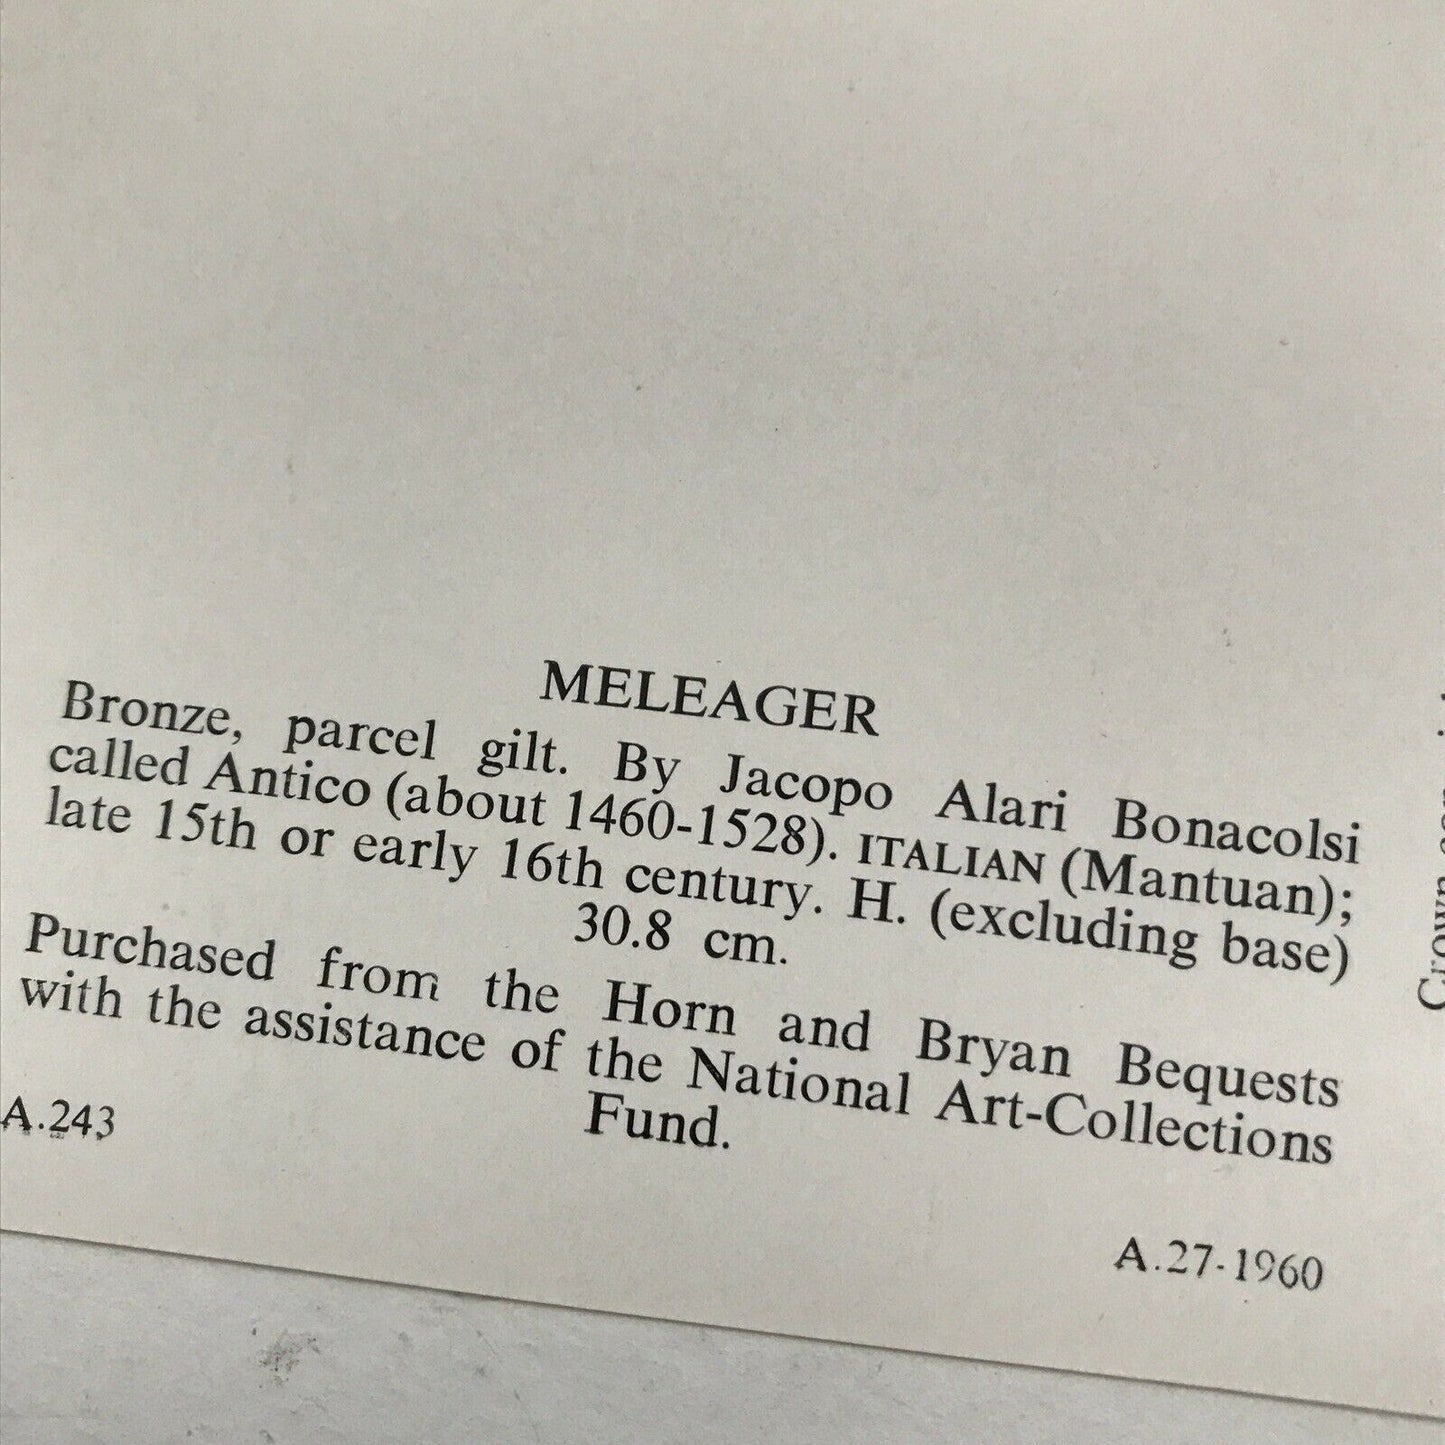 MELEAGER
Bronze, parcel gilt. By Jacopo Alari Bonacolsi
called Antico (about 1460-1528). ITALIAN (Mantuan);
late 15th or early 16th century. H. (excluding base)
30.8 cm.
Purchased from the Horn and Bryan Bequests
with the assistance of the National Art-Collections
Fund.
A.243
A.27-1960
Crown